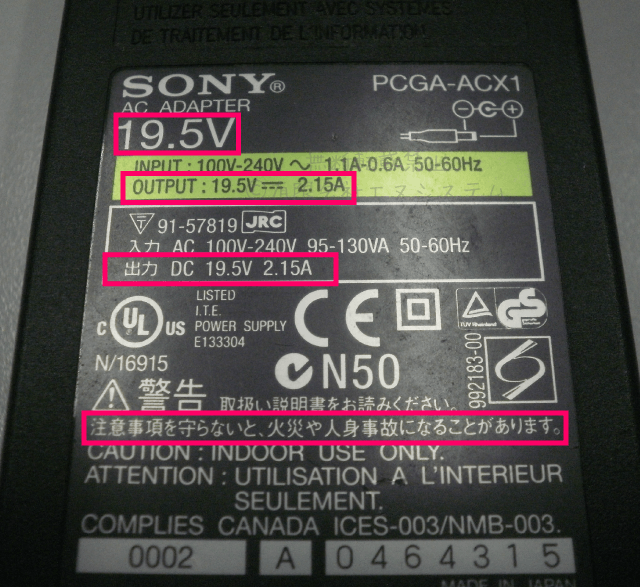 UTILIZER SEULEMENT AVEC SYSTEMES
DE TRAITEMENT DE L'INFORMATION.
SONY® PCGA-ACX1
AC ADAPTER
19.5V
INPUT : 100V-240V ~ 1.1A-0.6A 50-60Hz
OUTPUT : 19.5V⎓ 2.15A
91-57819 JRC
入力 AC 100V-240V 95-130VA 50-60Hz
出力 DC 19.5V 2.15A
C UL US
LISTED
I.T.E.
POWER SUPPLY
E133304
CE
TÜV Rheinland
GS
N/16915
N50
992183-00
警告 取扱い説明書をお読みください。
注意事項を守らないと、火災や人身事故になることがあります。
CAUTION : INDOOR USE ONLY.
ATTENTION : UTILISATION A L'INTERIEUR
SEULEMENT.
COMPLIES CANADA ICES-003/NMB-003.
0002 A 0464315
MADE IN JAPAN